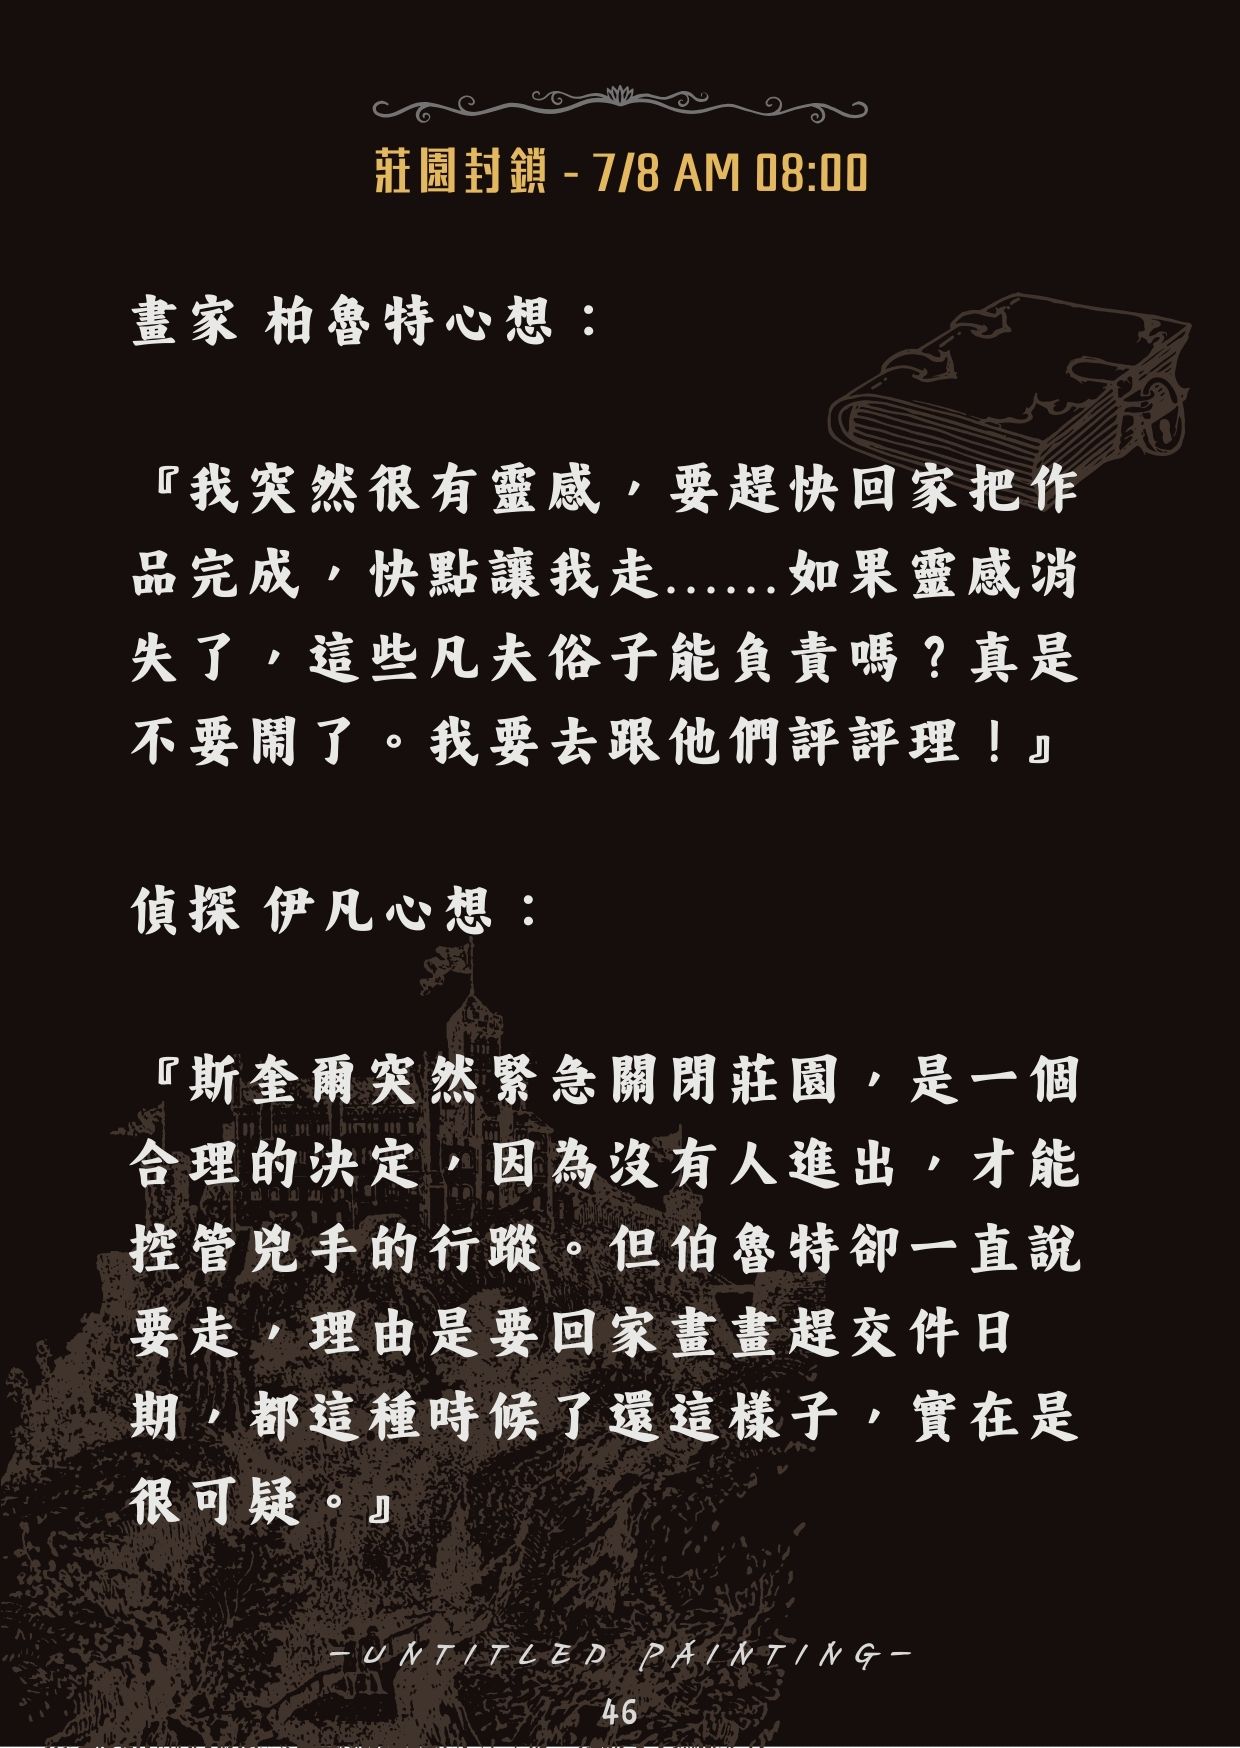 莊園封鎖 - 7/8 AM 08:00
畫家 柏魯特心想：
『我突然很有靈感，要趕快回家把作
品完成，快點讓我走......如果靈感消
失了，這些凡夫俗子能負責嗎？真是
不要鬧了。我要去跟他們評評理！』
偵探 伊凡心想：
『斯奎爾突然緊急關閉莊園，是一個
合理的決定，因為沒有人進出，才能
控管兇手的行蹤。但伯魯特卻一直說
要走，理由是要回家畫畫趕交件日
期，都這種時候了還這樣子，實在是
很可疑。』
-UNTITLED PAINTING-
46